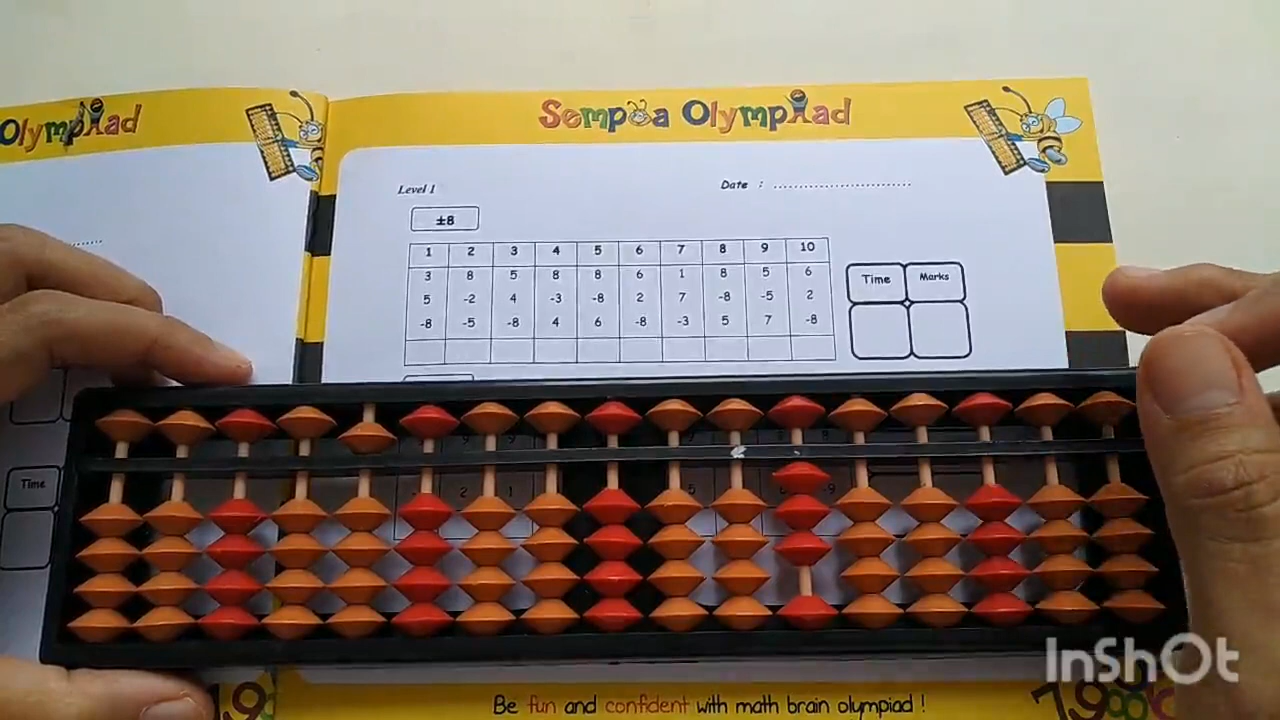 Olympiad
Sempoa Olympiad
Level 1
Date : ................................
±8
1 2 3 4 5 6 7 8 9 10
3 8 5 8 8 6 1 8 5 6
5 -2 4 -3 -8 2 7 -8 -5 2
-8 -5 -8 4 6 -8 -3 5 7 -8
Time Marks
Time
Be fun and confident with math brain olympiad !
InShOt